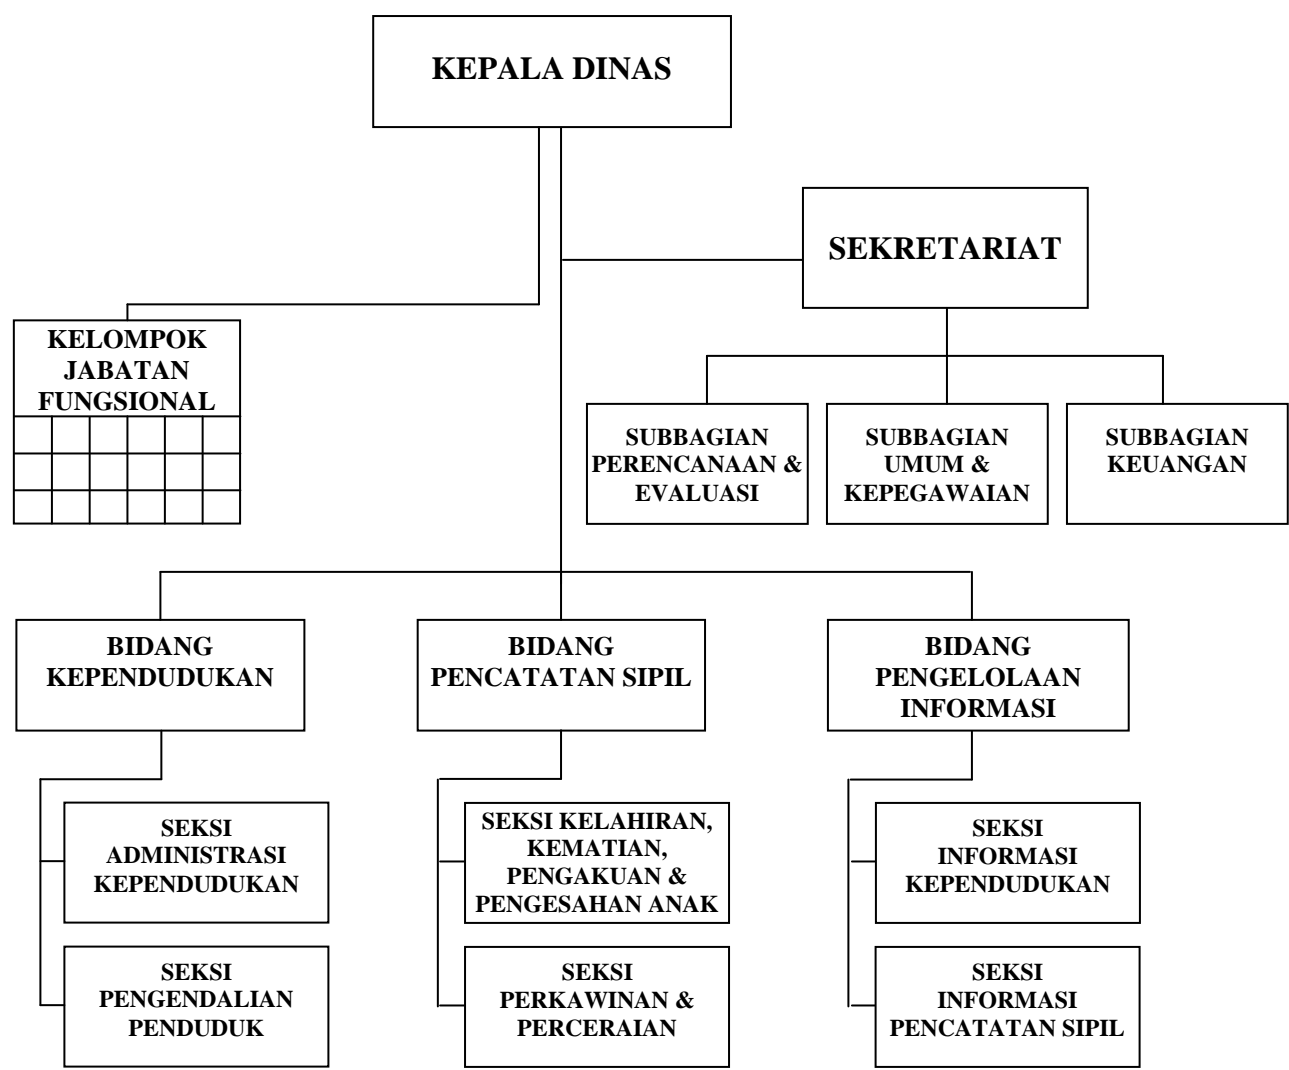 KEPALA DINAS
SEKRETARIAT
KELOMPOK
JABATAN
FUNGSIONAL
SUBBAGIAN
PERENCANAAN &
EVALUASI
SUBBAGIAN
UMUM &
KEPEGAWAIAN
SUBBAGIAN
KEUANGAN
BIDANG
KEPENDUDUKAN
BIDANG
PENCATATAN SIPIL
BIDANG
PENGELOLAAN
INFORMASI
SEKSI
ADMINISTRASI
KEPENDUDUKAN
SEKSI KELAHIRAN,
KEMATIAN,
PENGAKUAN &
PENGESAHAN ANAK
SEKSI
INFORMASI
KEPENDUDUKAN
SEKSI
PENGENDALIAN
PENDUDUK
SEKSI
PERKAWINAN &
PERCERAIAN
SEKSI
INFORMASI
PENCATATAN SIPIL